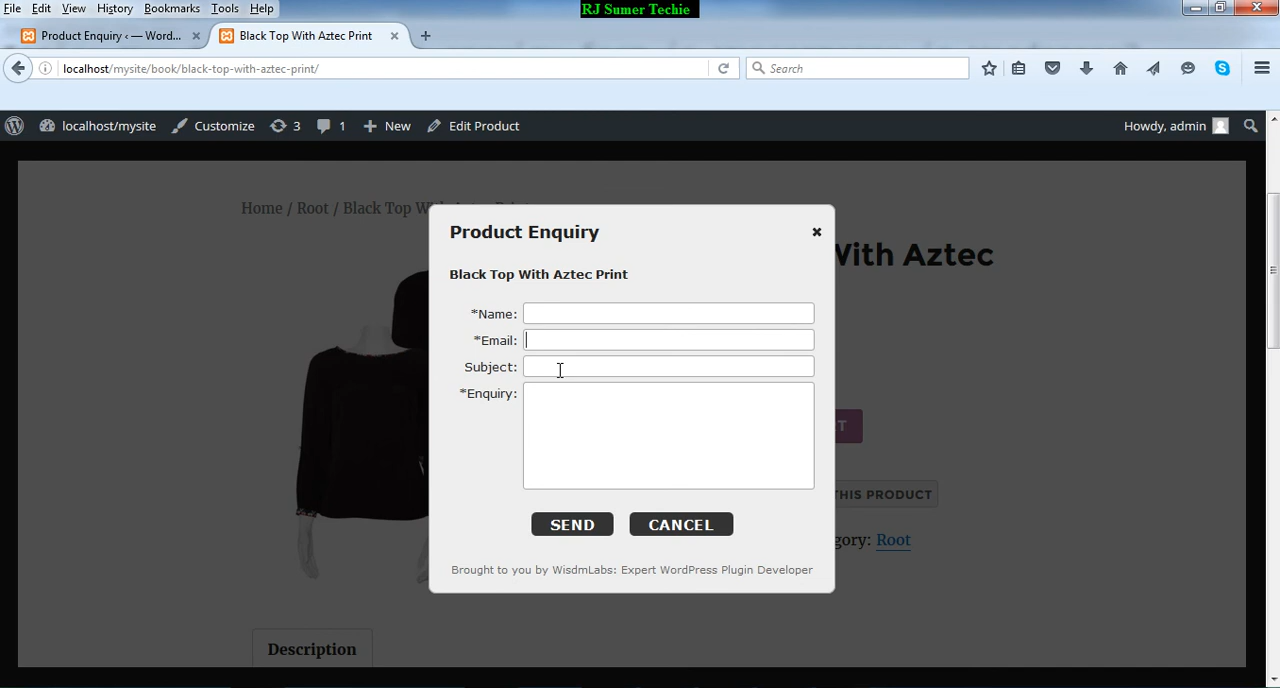 RJ Sumer Techie
File Edit View History Bookmarks Tools Help
Product Enquiry ‹ — Word... Black Top With Aztec Print
localhost/mysite/book/black-top-with-aztec-print/ Search
localhost/mysite Customize 3 1 New Edit Product Howdy, admin
Home / Root / Black Top W
With Aztec
Product Enquiry
Black Top With Aztec Print
*Name:
*Email:
Subject:
*Enquiry:
T
SEND CANCEL
THIS PRODUCT
gory: Root
Brought to you by WisdmLabs: Expert WordPress Plugin Developer
Description